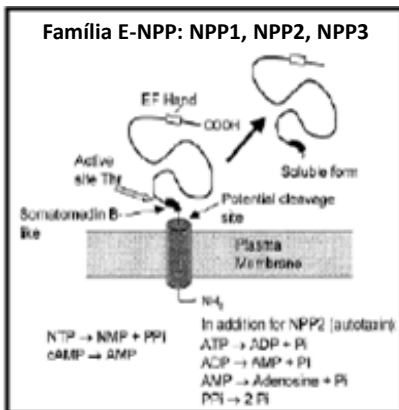 Família E-NPP: NPP1, NPP2, NPP3
EF Hand
COOH
Soluble form
Active
site Thr
Potential cleavage
site
Somatomedin B-
like
Plasma
Membrane
NH₂
NTP → NMP + PPi
cAMP → AMP
In addition for NPP2 (autotaxin):
ATP → ADP + Pi
ADP → AMP + Pi
AMP → Adenosine + Pi
PPi → 2 Pi